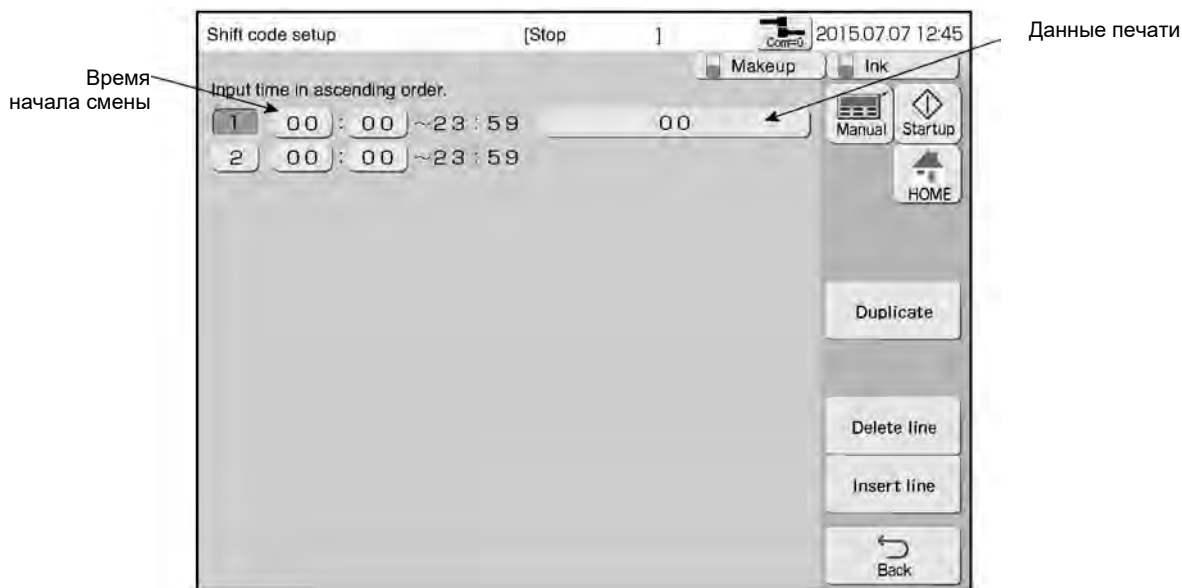 Данные печати
Shift code setup [Stop ] Com=0 2015.07.07 12:45
Makeup Ink
Время
начала смены
Input time in ascending order.
1 00 : 00 ~23 : 59 00
2 00 : 00 ~23 : 59
Manual Startup
HOME
Duplicate
Delete line
Insert line
Back